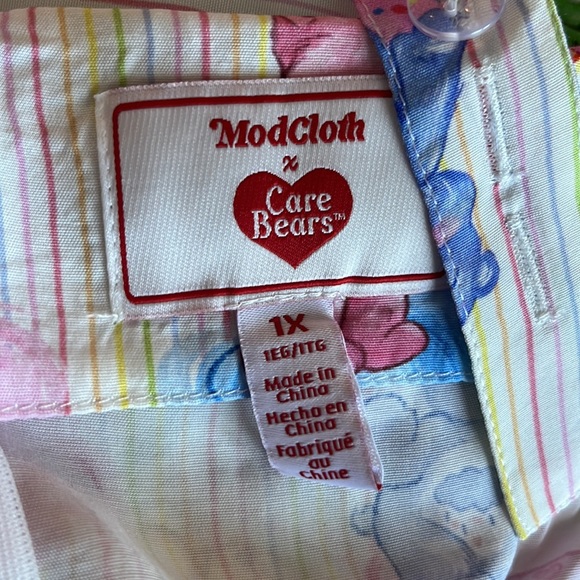 ModCloth
x
Care
Bears™
1X
1EG/1TG
Made in
China
Hecho en
China
Fabriqué
au
Chine